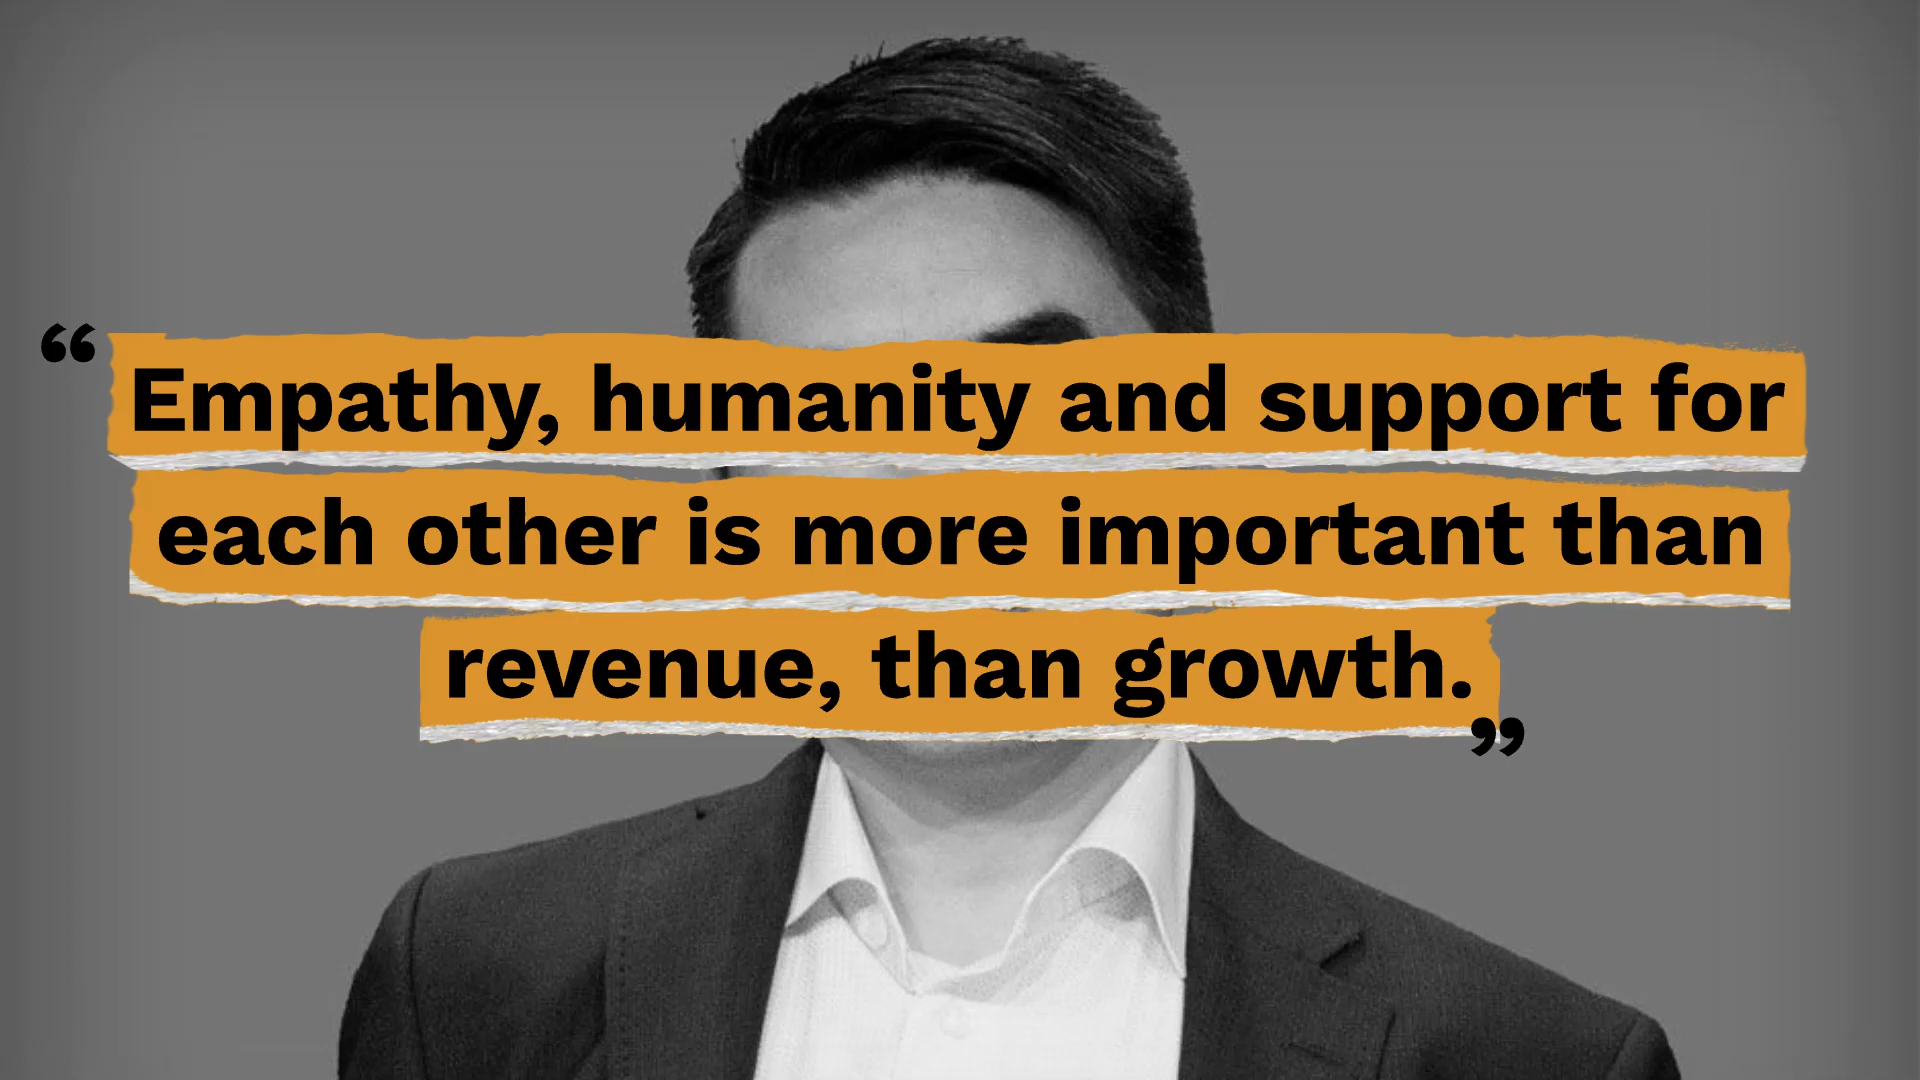 “Empathy, humanity and support for
each other is more important than
revenue, than growth.”